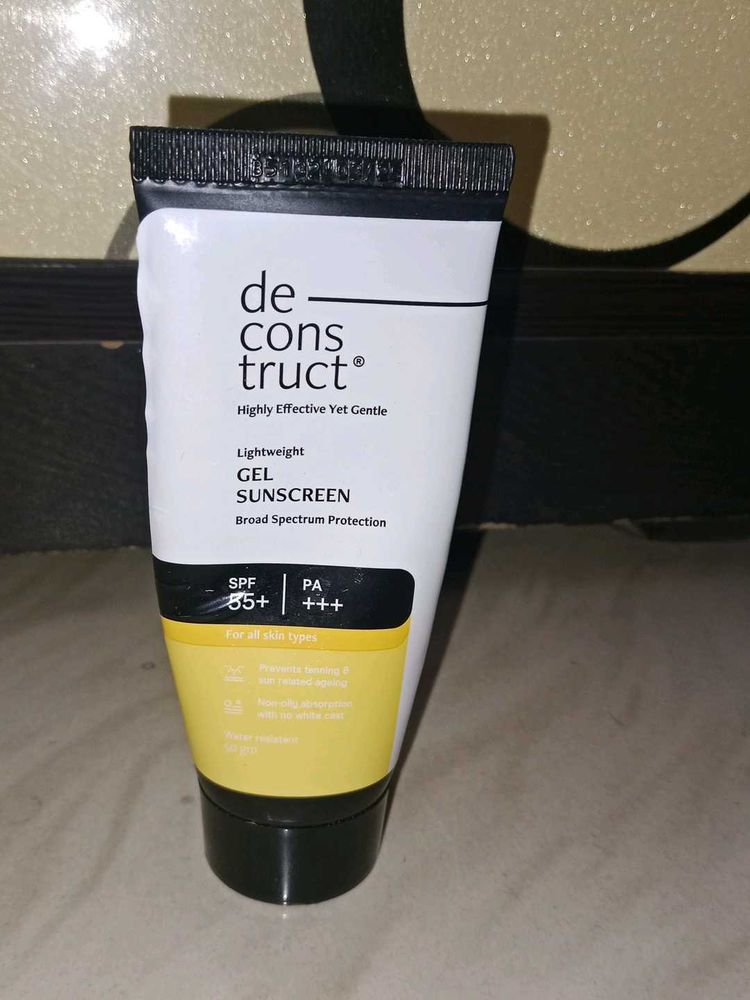 de
cons
truct®
Highly Effective Yet Gentle
Lightweight
GEL
SUNSCREEN
Broad Spectrum Protection
SPF
55+
PA
+++
For all skin types
Prevents tanning &
sun related ageing
Non-oily absorption
with no white cast
Water resistant
50 gm